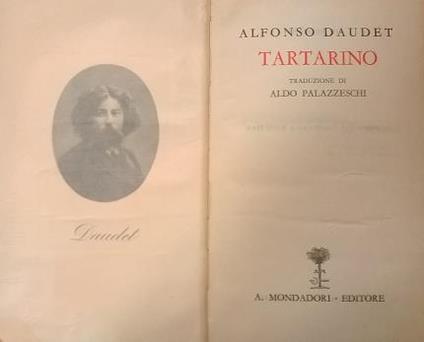 Daudet
ALFONSO DAUDET
TARTARINO
TRADUZIONE DI
ALDO PALAZZESCHI
A. MONDADORI - EDITORE